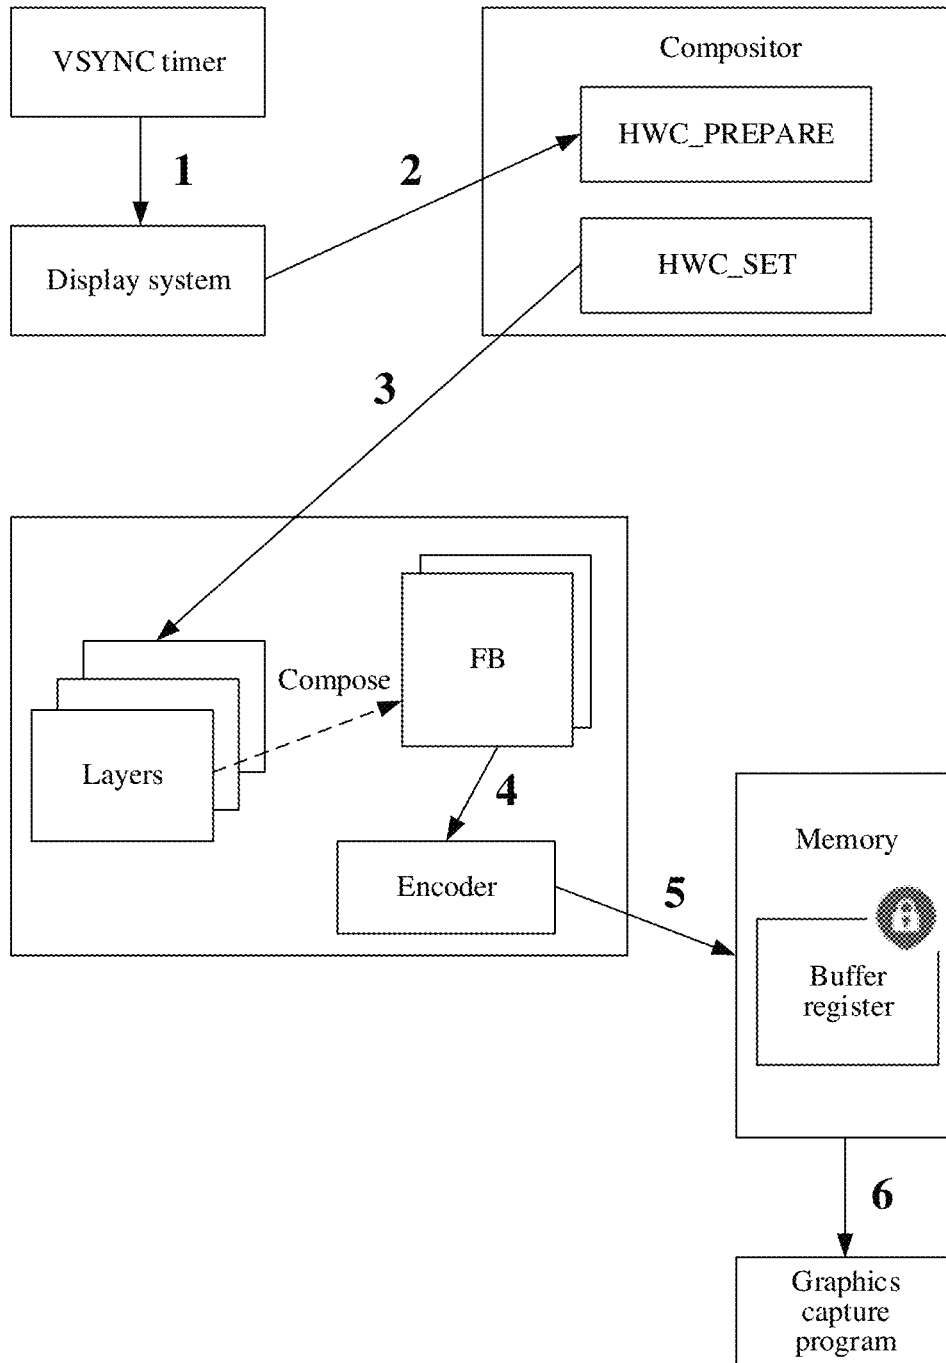 VSYNC timer
Compositor
HWC_PREPARE
1
2
Display system
HWC_SET
3
FB
Compose
Layers
4
Encoder
5
Memory
Buffer
register
6
Graphics
capture
program